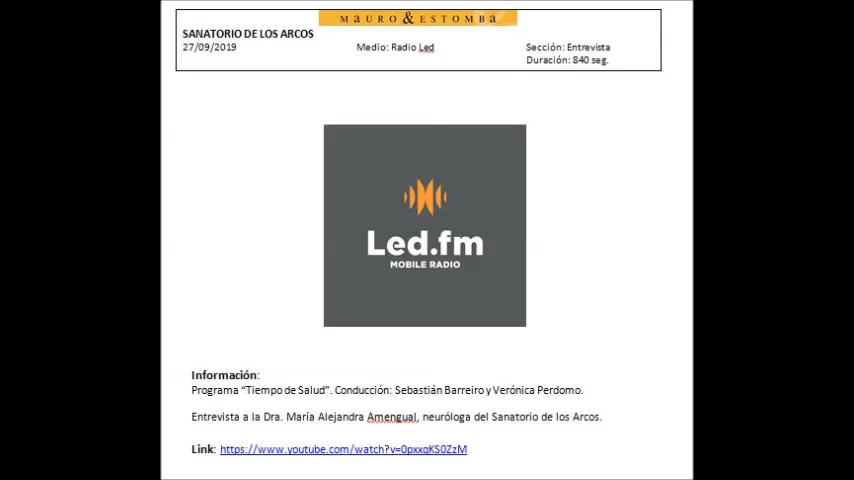 MAURO & ESTOMBA
SANATORIO DE LOS ARCOS
27/09/2019 Medio: Radio Led Sección: Entrevista
Duración: 840 seg.
Led.fm
MOBILE RADIO
Información:
Programa “Tiempo de Salud”. Conducción: Sebastián Barreiro y Verónica Perdomo.
Entrevista a la Dra. María Alejandra Amengual, neuróloga del Sanatorio de los Arcos.
Link: https://www.youtube.com/watch?v=0pxxqKS0ZzM